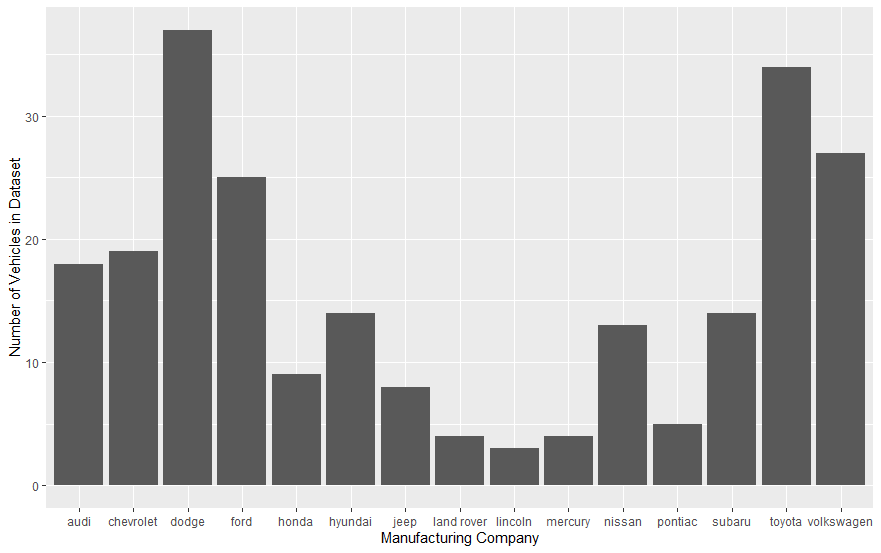 Number of Vehicles in Dataset
30
20
10
0
audi chevrolet dodge ford honda hyundai jeep land rover lincoln mercury nissan pontiac subaru toyota volkswagen
Manufacturing Company